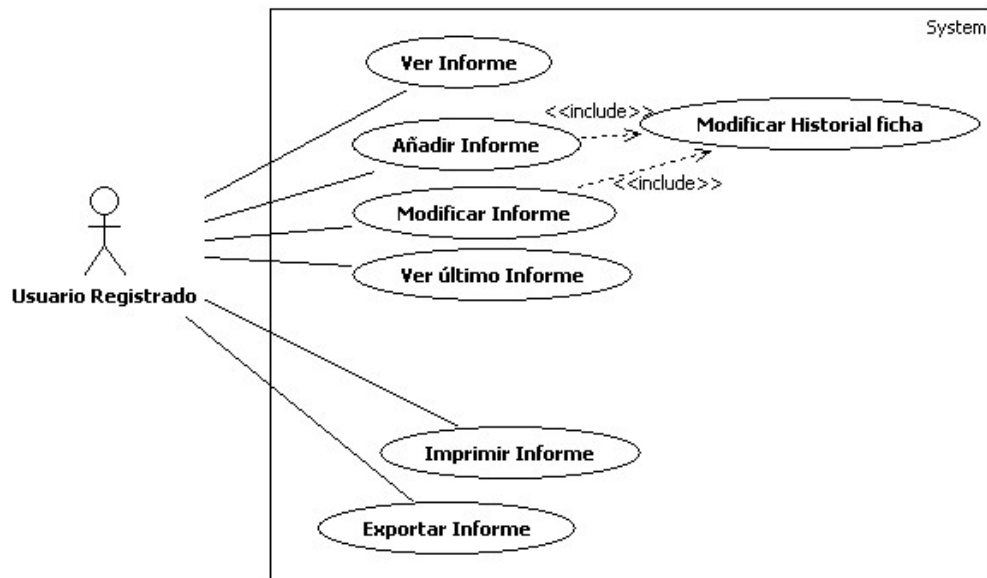 System
Ver Informe
<<include>>
Modificar Historial ficha
Añadir Informe
<<include>>
Modificar Informe
Ver último Informe
Usuario Registrado
Imprimir Informe
Exportar Informe